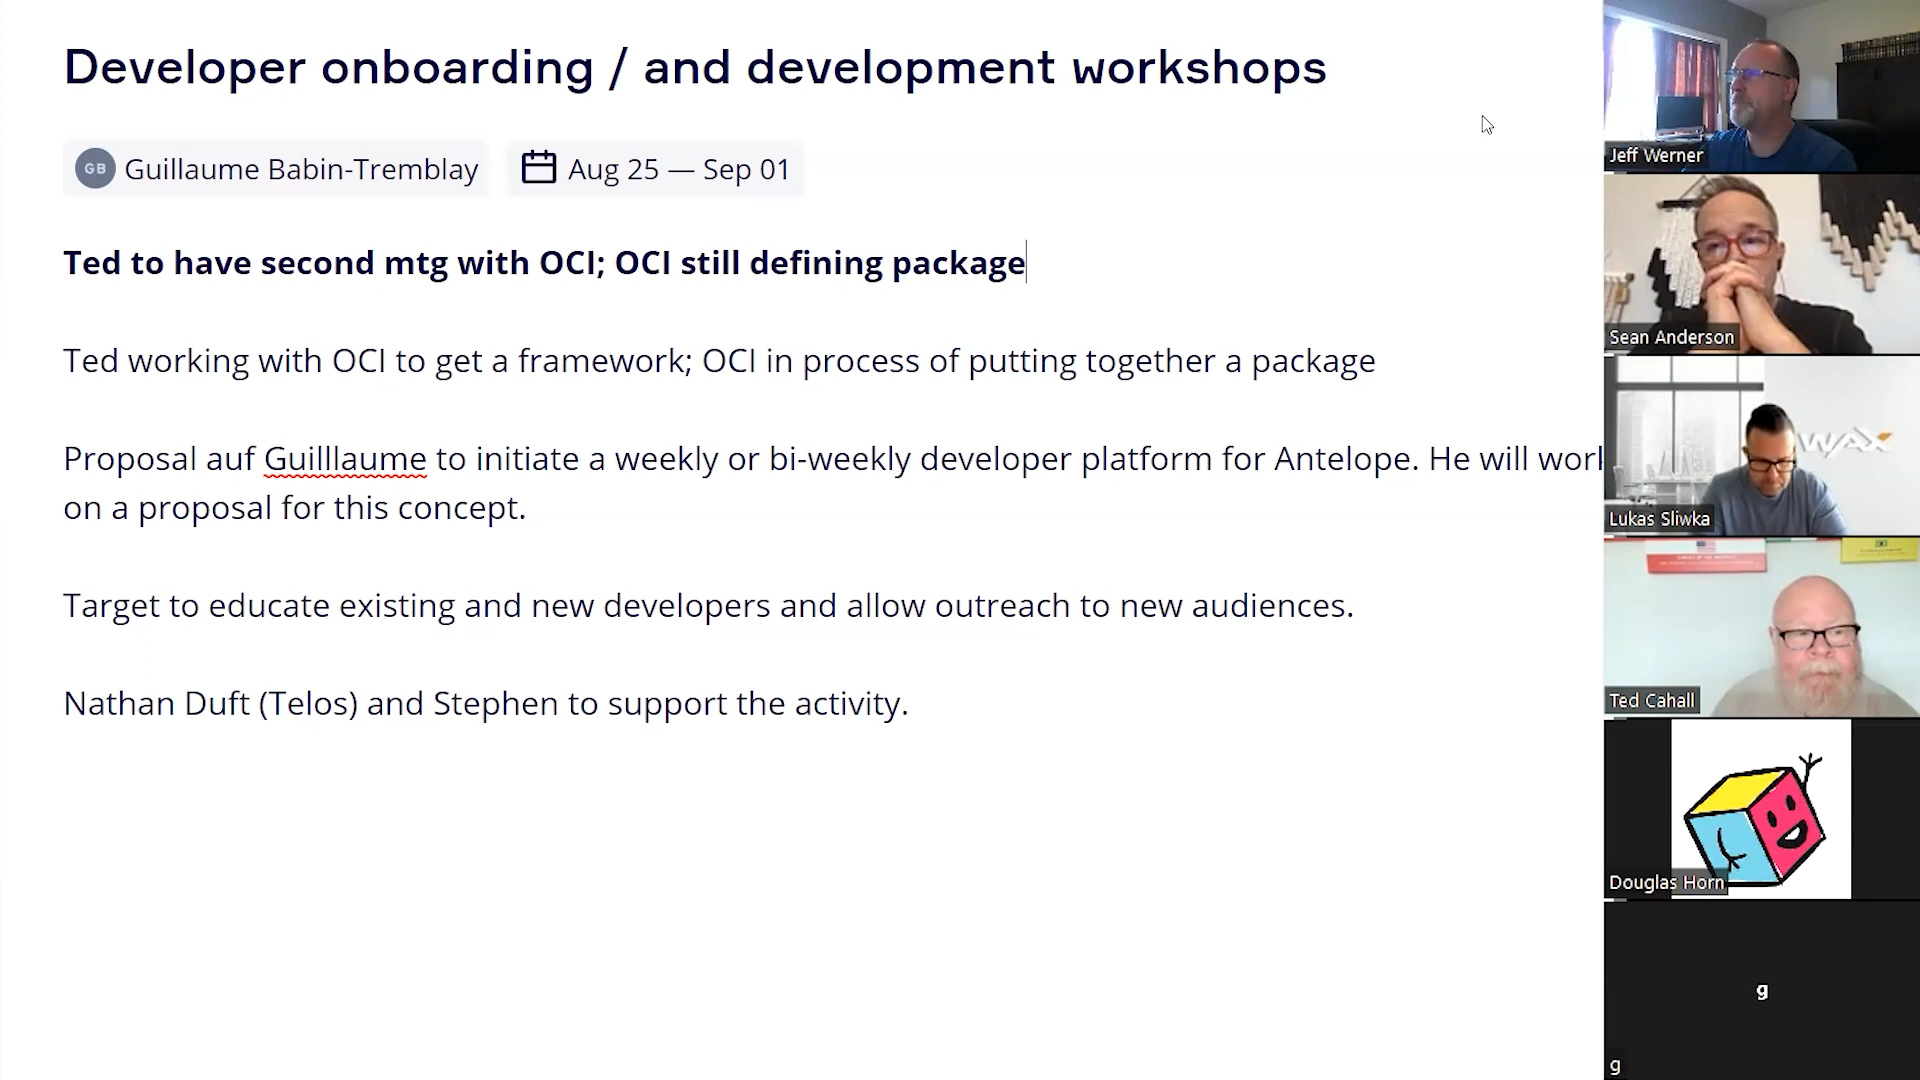 Developer onboarding / and development workshops
GB Guillaume Babin-Tremblay Aug 25 — Sep 01
Ted to have second mtg with OCI; OCI still defining package
Ted working with OCI to get a framework; OCI in process of putting together a package
Proposal auf Guilllaume to initiate a weekly or bi-weekly developer platform for Antelope. He will work
on a proposal for this concept.
Target to educate existing and new developers and allow outreach to new audiences.
Nathan Duft (Telos) and Stephen to support the activity.
Jeff Werner
Sean Anderson
WAX
Lukas Sliwka
Ted Cahall
Douglas Horn
g
g